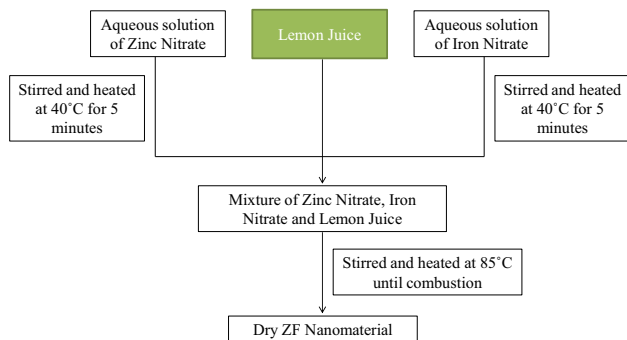 Aqueous solution
of Zinc Nitrate
Lemon Juice
Aqueous solution
of Iron Nitrate
Stirred and heated
at 40˚C for 5
minutes
Stirred and heated
at 40˚C for 5
minutes
Mixture of Zinc Nitrate, Iron
Nitrate and Lemon Juice
Stirred and heated at 85˚C
until combustion
Dry ZF Nanomaterial